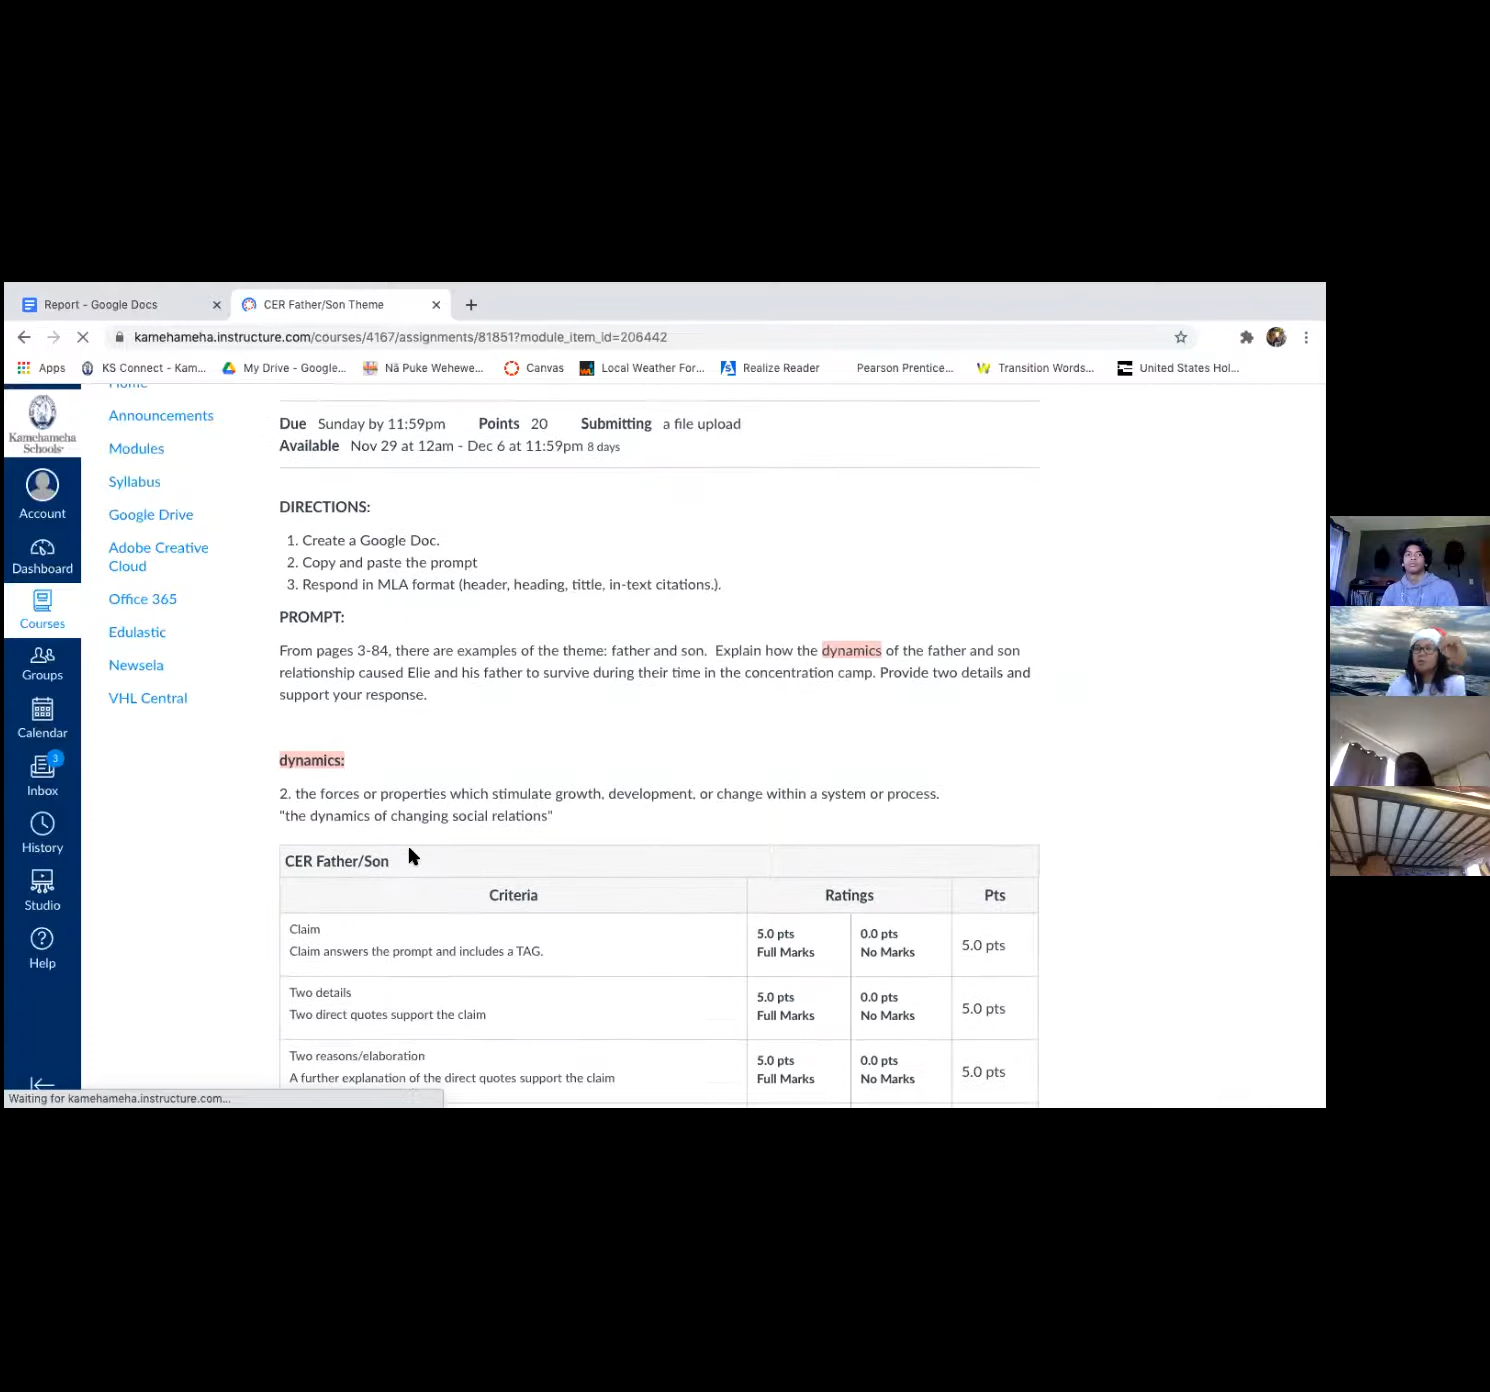 Report - Google Docs
CER Father/Son Theme
kamehameha.instructure.com/courses/4167/assignments/81851?module_item_id=206442
Apps KS Connect - Kam... My Drive - Google... Nā Puke Wehewe... Canvas Local Weather For... Realize Reader Pearson Prentice... Transition Words... United States Hol...
Kamehameha
Schools
Account
Dashboard
Courses
Groups
Calendar
3
Inbox
History
Studio
Help
Home
Announcements
Modules
Syllabus
Google Drive
Adobe Creative
Cloud
Office 365
Edulastic
Newsela
VHL Central
Due Sunday by 11:59pm Points 20 Submitting a file upload
Available Nov 29 at 12am - Dec 6 at 11:59pm 8 days
DIRECTIONS:
1. Create a Google Doc.
2. Copy and paste the prompt
3. Respond in MLA format (header, heading, tittle, in-text citations.).
PROMPT:
From pages 3-84, there are examples of the theme: father and son. Explain how the dynamics of the father and son
relationship caused Elie and his father to survive during their time in the concentration camp. Provide two details and
support your response.
dynamics:
2. the forces or properties which stimulate growth, development, or change within a system or process.
"the dynamics of changing social relations"
CER Father/Son
Criteria Ratings Pts
Claim
Claim answers the prompt and includes a TAG.
5.0 pts
Full Marks
0.0 pts
No Marks
5.0 pts
Two details
Two direct quotes support the claim
5.0 pts
Full Marks
0.0 pts
No Marks
5.0 pts
Two reasons/elaboration
A further explanation of the direct quotes support the claim
5.0 pts
Full Marks
0.0 pts
No Marks
5.0 pts
Waiting for kamehameha.instructure.com...